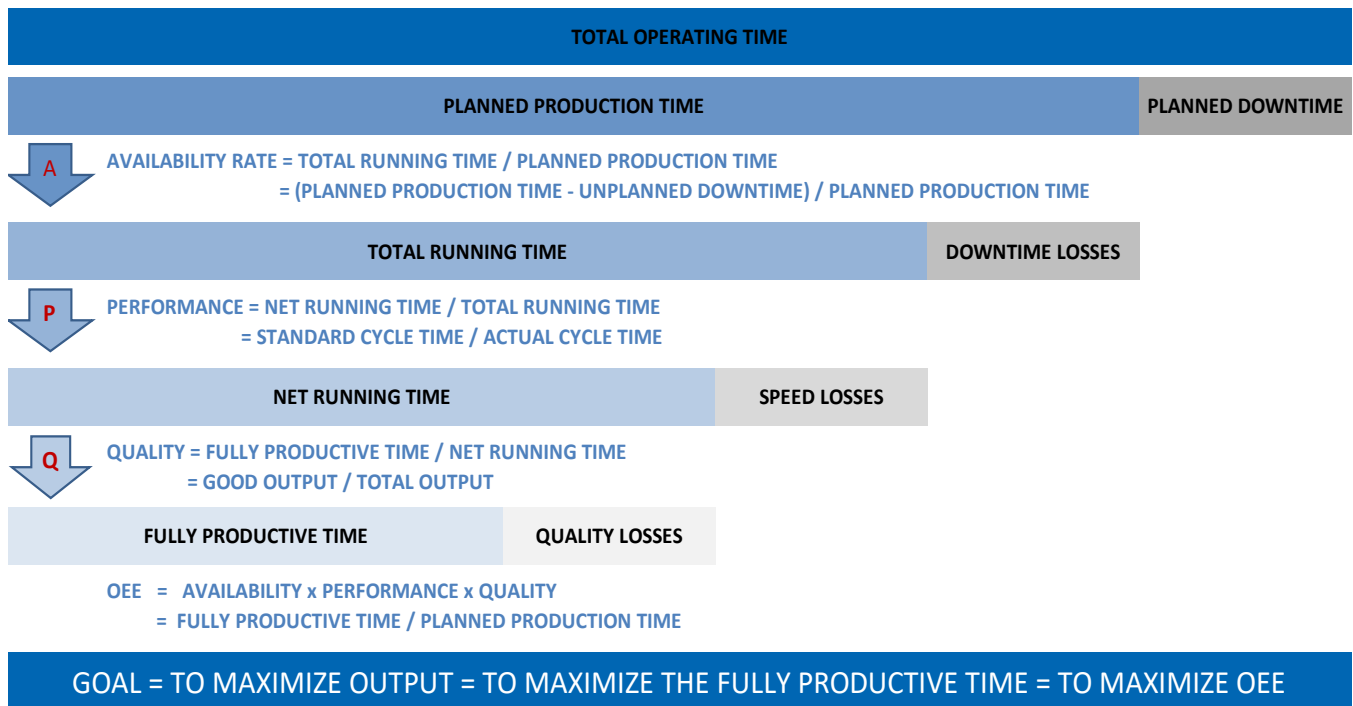 TOTAL OPERATING TIME
PLANNED PRODUCTION TIME
PLANNED DOWNTIME
A
AVAILABILITY RATE = TOTAL RUNNING TIME / PLANNED PRODUCTION TIME
= (PLANNED PRODUCTION TIME - UNPLANNED DOWNTIME) / PLANNED PRODUCTION TIME
TOTAL RUNNING TIME
DOWNTIME LOSSES
P
PERFORMANCE = NET RUNNING TIME / TOTAL RUNNING TIME
= STANDARD CYCLE TIME / ACTUAL CYCLE TIME
NET RUNNING TIME
SPEED LOSSES
Q
QUALITY = FULLY PRODUCTIVE TIME / NET RUNNING TIME
= GOOD OUTPUT / TOTAL OUTPUT
FULLY PRODUCTIVE TIME
QUALITY LOSSES
OEE = AVAILABILITY x PERFORMANCE x QUALITY
= FULLY PRODUCTIVE TIME / PLANNED PRODUCTION TIME
GOAL = TO MAXIMIZE OUTPUT = TO MAXIMIZE THE FULLY PRODUCTIVE TIME = TO MAXIMIZE OEE